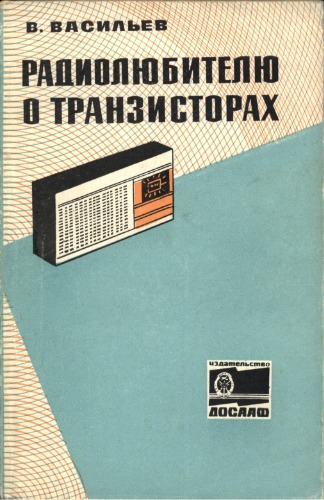 В. ВАСИЛЬЕВ
РАДИОЛЮБИТЕЛЮ
О ТРАНЗИСТОРАХ
издательство
ДОСААФ